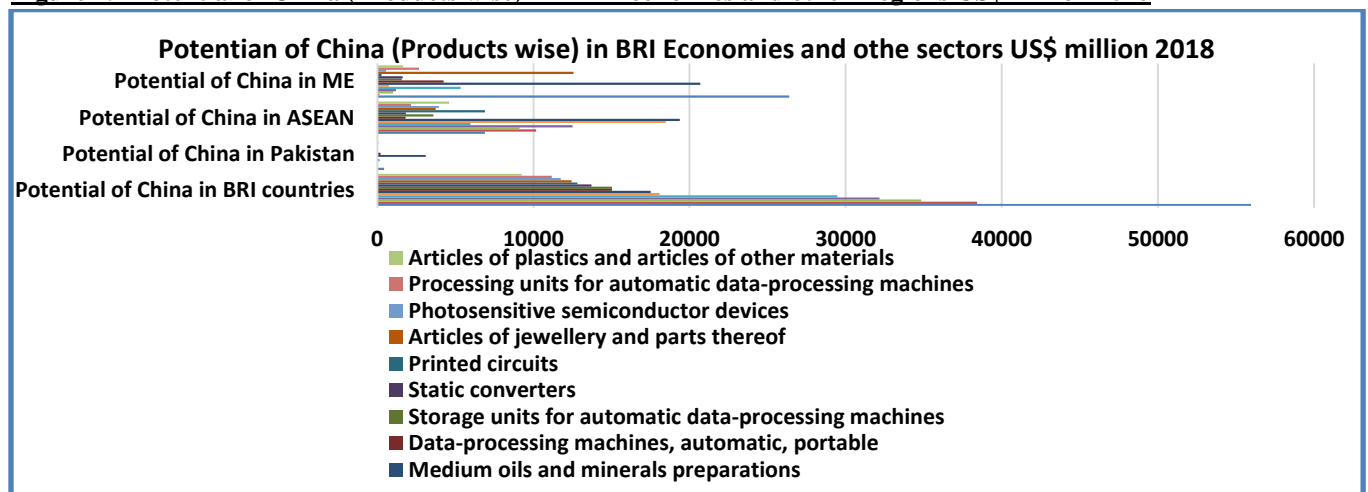 Potentian of China (Products wise) in BRI Economies and othe sectors US$ million 2018
Potential of China in ME
Potential of China in ASEAN
Potential of China in Pakistan
Potential of China in BRI countries
0 10000 20000 30000 40000 50000 60000
Articles of plastics and articles of other materials
Processing units for automatic data-processing machines
Photosensitive semiconductor devices
Articles of jewellery and parts thereof
Printed circuits
Static converters
Storage units for automatic data-processing machines
Data-processing machines, automatic, portable
Medium oils and minerals preparations